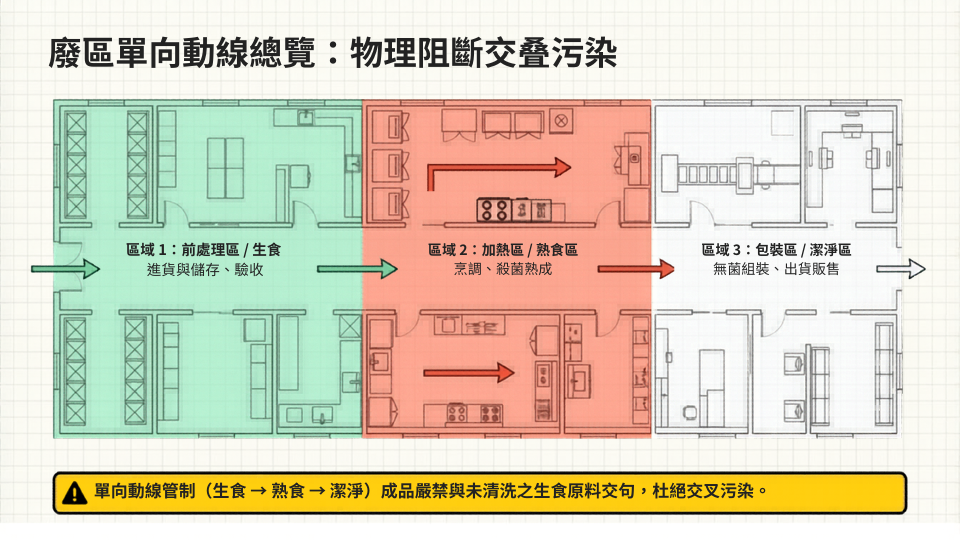 廢區單向動線總覽：物理阻斷交叠污染
區域 1：前處理區 / 生食
進貨與儲存、驗收
區域 2：加熱區 / 熟食區
烹調、殺菌熟成
區域 3：包裝區 / 潔淨區
無菌組裝、出貨販售
單向動線管制（生食 → 熟食 → 潔淨）成品嚴禁與未清洗之生食原料交句，杜絕交叉污染。